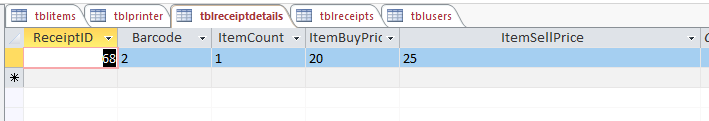 tblitems tblprinter tblreceiptdetails tblreceipts tblusers
ReceiptID Barcode ItemCount ItemBuyPric ItemSellPrice
68 2 1 20 25
*